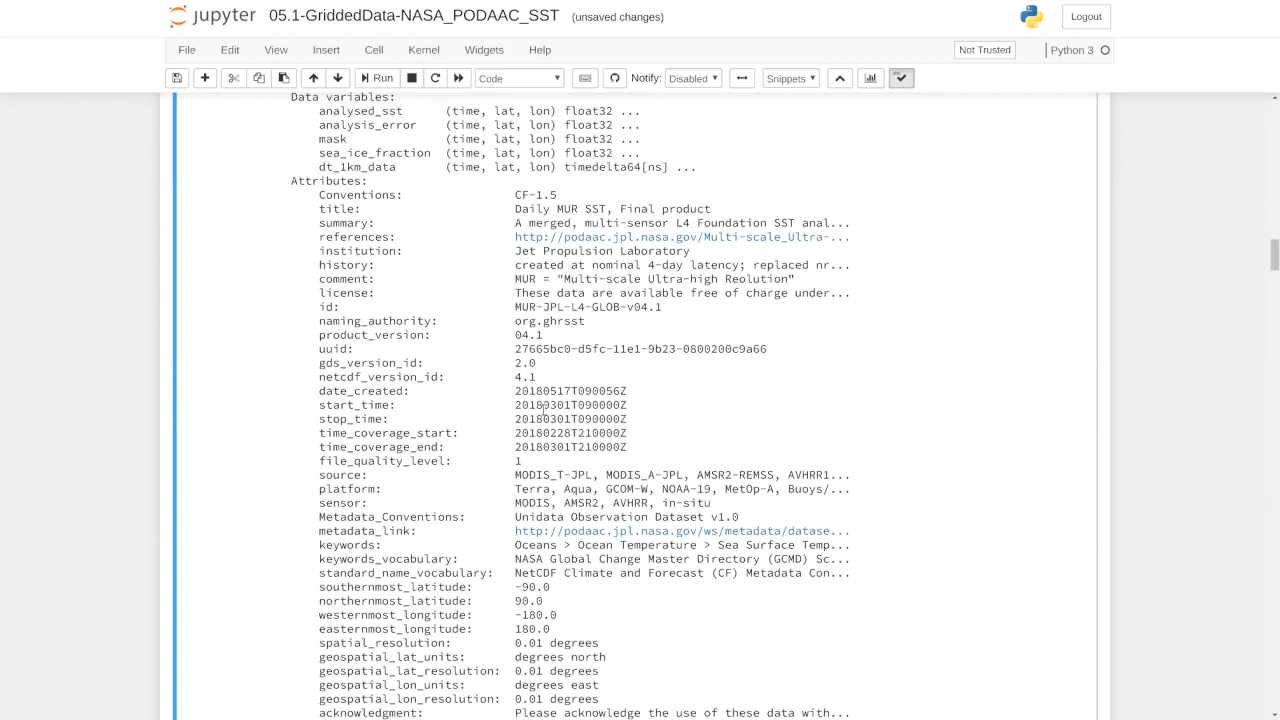 jupyter 05.1-GriddedData-NASA_PODAAC_SST (unsaved changes) Logout
File Edit View Insert Cell Kernel Widgets Help Not Trusted Python 3
Run Code Notify: Disabled Snippets
Data variables:
analysed_sst (time, lat, lon) float32 ...
analysis_error (time, lat, lon) float32 ...
mask (time, lat, lon) float32 ...
sea_ice_fraction (time, lat, lon) float32 ...
dt_1km_data (time, lat, lon) timedelta64[ns] ...
Attributes:
Conventions: CF-1.5
title: Daily MUR SST, Final product
summary: A merged, multi-sensor L4 Foundation SST anal...
references: http://podaac.jpl.nasa.gov/Multi-scale_Ultra-...
institution: Jet Propulsion Laboratory
history: created at nominal 4-day latency; replaced nr...
comment: MUR = "Multi-scale Ultra-high Reolution"
license: These data are available free of charge under...
id: MUR-JPL-L4-GLOB-v04.1
naming_authority: org.ghrsst
product_version: 04.1
uuid: 27665bc0-d5fc-11e1-9b23-0800200c9a66
gds_version_id: 2.0
netcdf_version_id: 4.1
date_created: 20180517T090056Z
start_time: 20180301T090000Z
stop_time: 20180301T090000Z
time_coverage_start: 20180228T210000Z
time_coverage_end: 20180301T210000Z
file_quality_level: 1
source: MODIS_T-JPL, MODIS_A-JPL, AMSR2-REMSS, AVHRR1...
platform: Terra, Aqua, GCOM-W, NOAA-19, MetOp-A, Buoys/...
sensor: MODIS, AMSR2, AVHRR, in-situ
Metadata_Conventions: Unidata Observation Dataset v1.0
metadata_link: http://podaac.jpl.nasa.gov/ws/metadata/datase...
keywords: Oceans > Ocean Temperature > Sea Surface Temp...
keywords_vocabulary: NASA Global Change Master Directory (GCMD) Sc...
standard_name_vocabulary: NetCDF Climate and Forecast (CF) Metadata Con...
southernmost_latitude: -90.0
northernmost_latitude: 90.0
westernmost_longitude: -180.0
easternmost_longitude: 180.0
spatial_resolution: 0.01 degrees
geospatial_lat_units: degrees north
geospatial_lat_resolution: 0.01 degrees
geospatial_lon_units: degrees east
geospatial_lon_resolution: 0.01 degrees
acknowledgment: Please acknowledge the use of these data with...